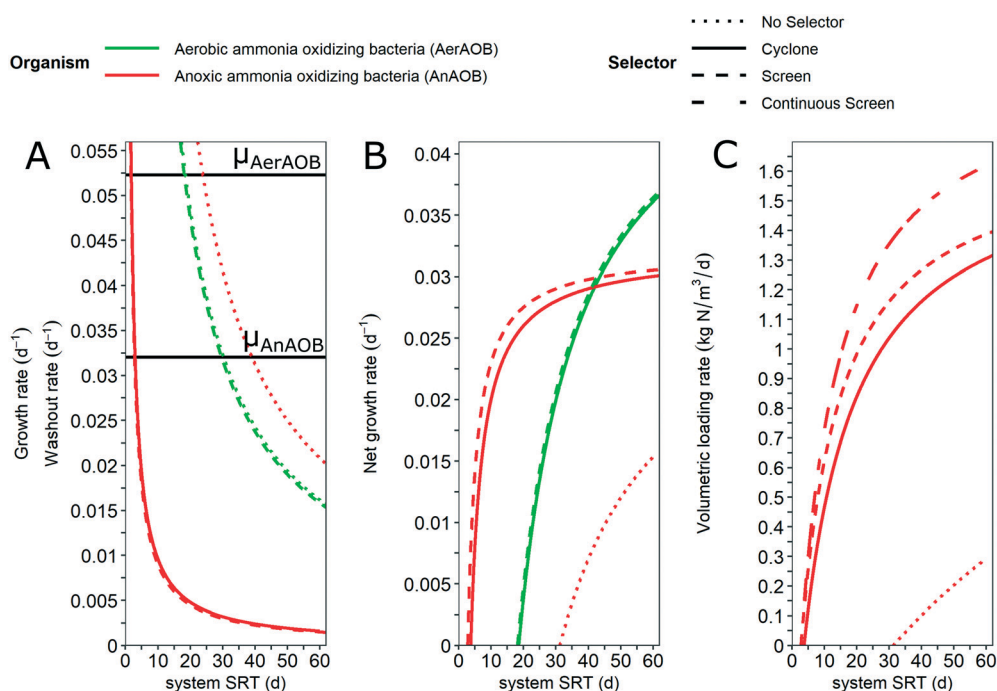 Organism
Aerobic ammonia oxidizing bacteria (AerAOB)
Anoxic ammonia oxidizing bacteria (AnAOB)
Selector
No Selector
Cyclone
Screen
Continuous Screen
A
Growth rate (d⁻¹)
Washout rate (d⁻¹)
0.055
0.05
0.045
0.04
0.035
0.03
0.025
0.02
0.015
0.01
0.005
0
μAerAOB
μAnAOB
0 10 20 30 40 50 60
system SRT (d)
B
Net growth rate (d⁻¹)
0.04
0.035
0.03
0.025
0.02
0.015
0.01
0.005
0
0 10 20 30 40 50 60
system SRT (d)
C
Volumetric loading rate (kg N/m³/d)
1.6
1.5
1.4
1.3
1.2
1.1
1
0.9
0.8
0.7
0.6
0.5
0.4
0.3
0.2
0.1
0
0 10 20 30 40 50 60
system SRT (d)